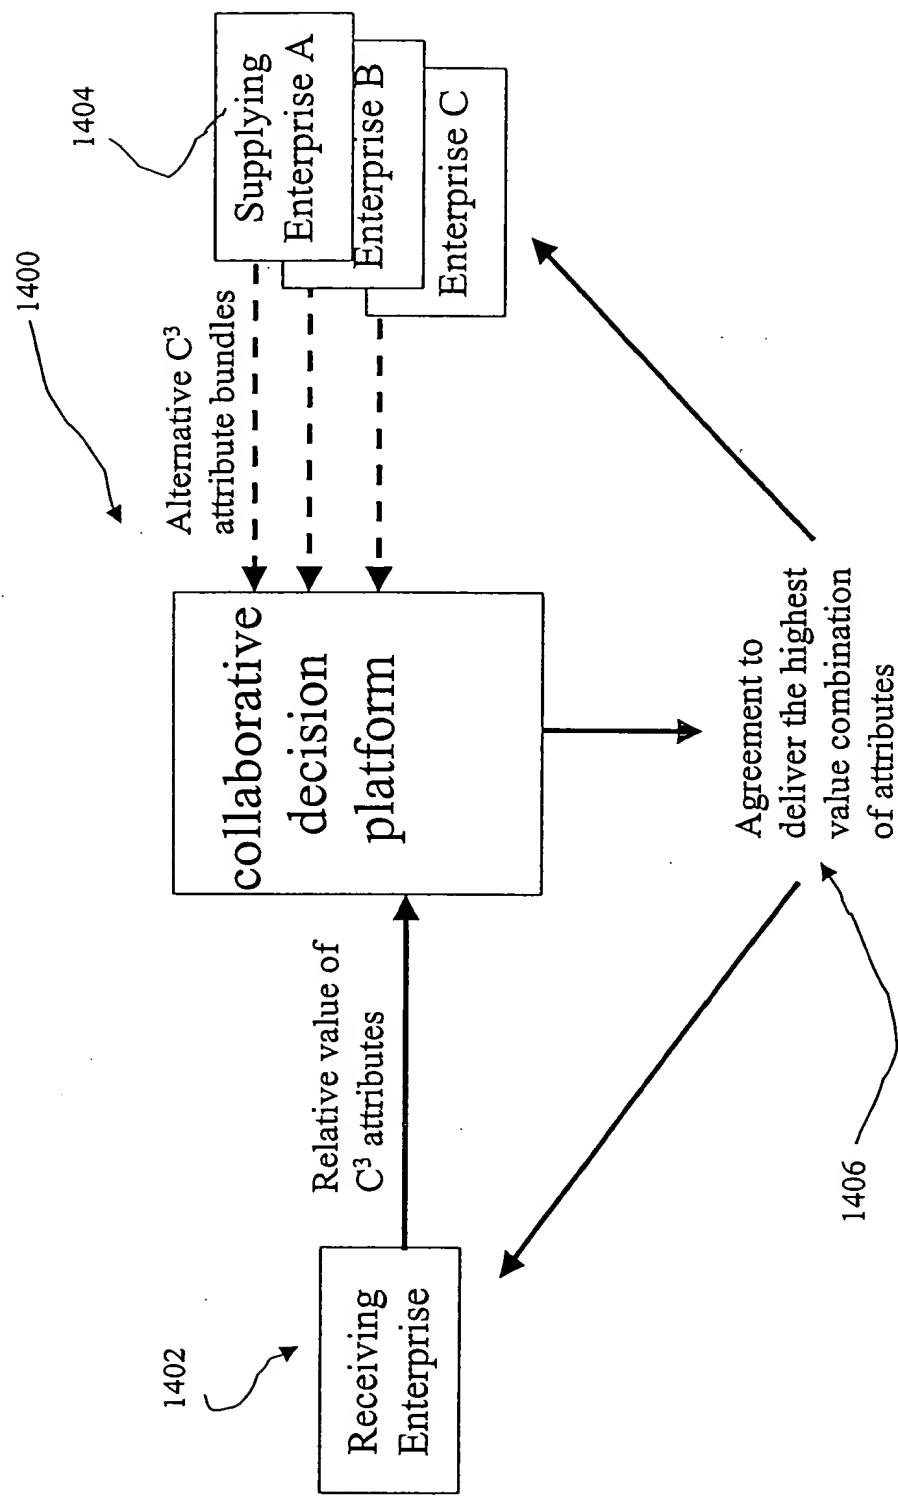 1400
1404
Supplying
Enterprise A
Enterprise B
Enterprise C
Alternative C³
attribute bundles
collaborative
decision
platform
Relative value of
C³ attributes
1402
Receiving
Enterprise
Agreement to
deliver the highest
value combination
of attributes
1406